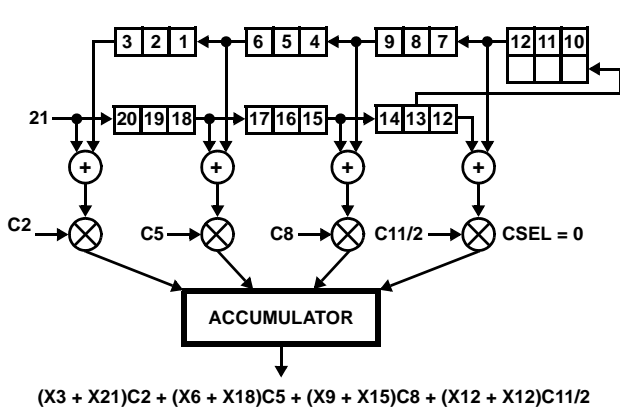 3 2 1 6 5 4 9 8 7 12 11 10
21 20 19 18 17 16 15 14 13 12
+ + + +
C2 C5 C8 C11/2 CSEL = 0
ACCUMULATOR
(X3 + X21)C2 + (X6 + X18)C5 + (X9 + X15)C8 + (X12 + X12)C11/2